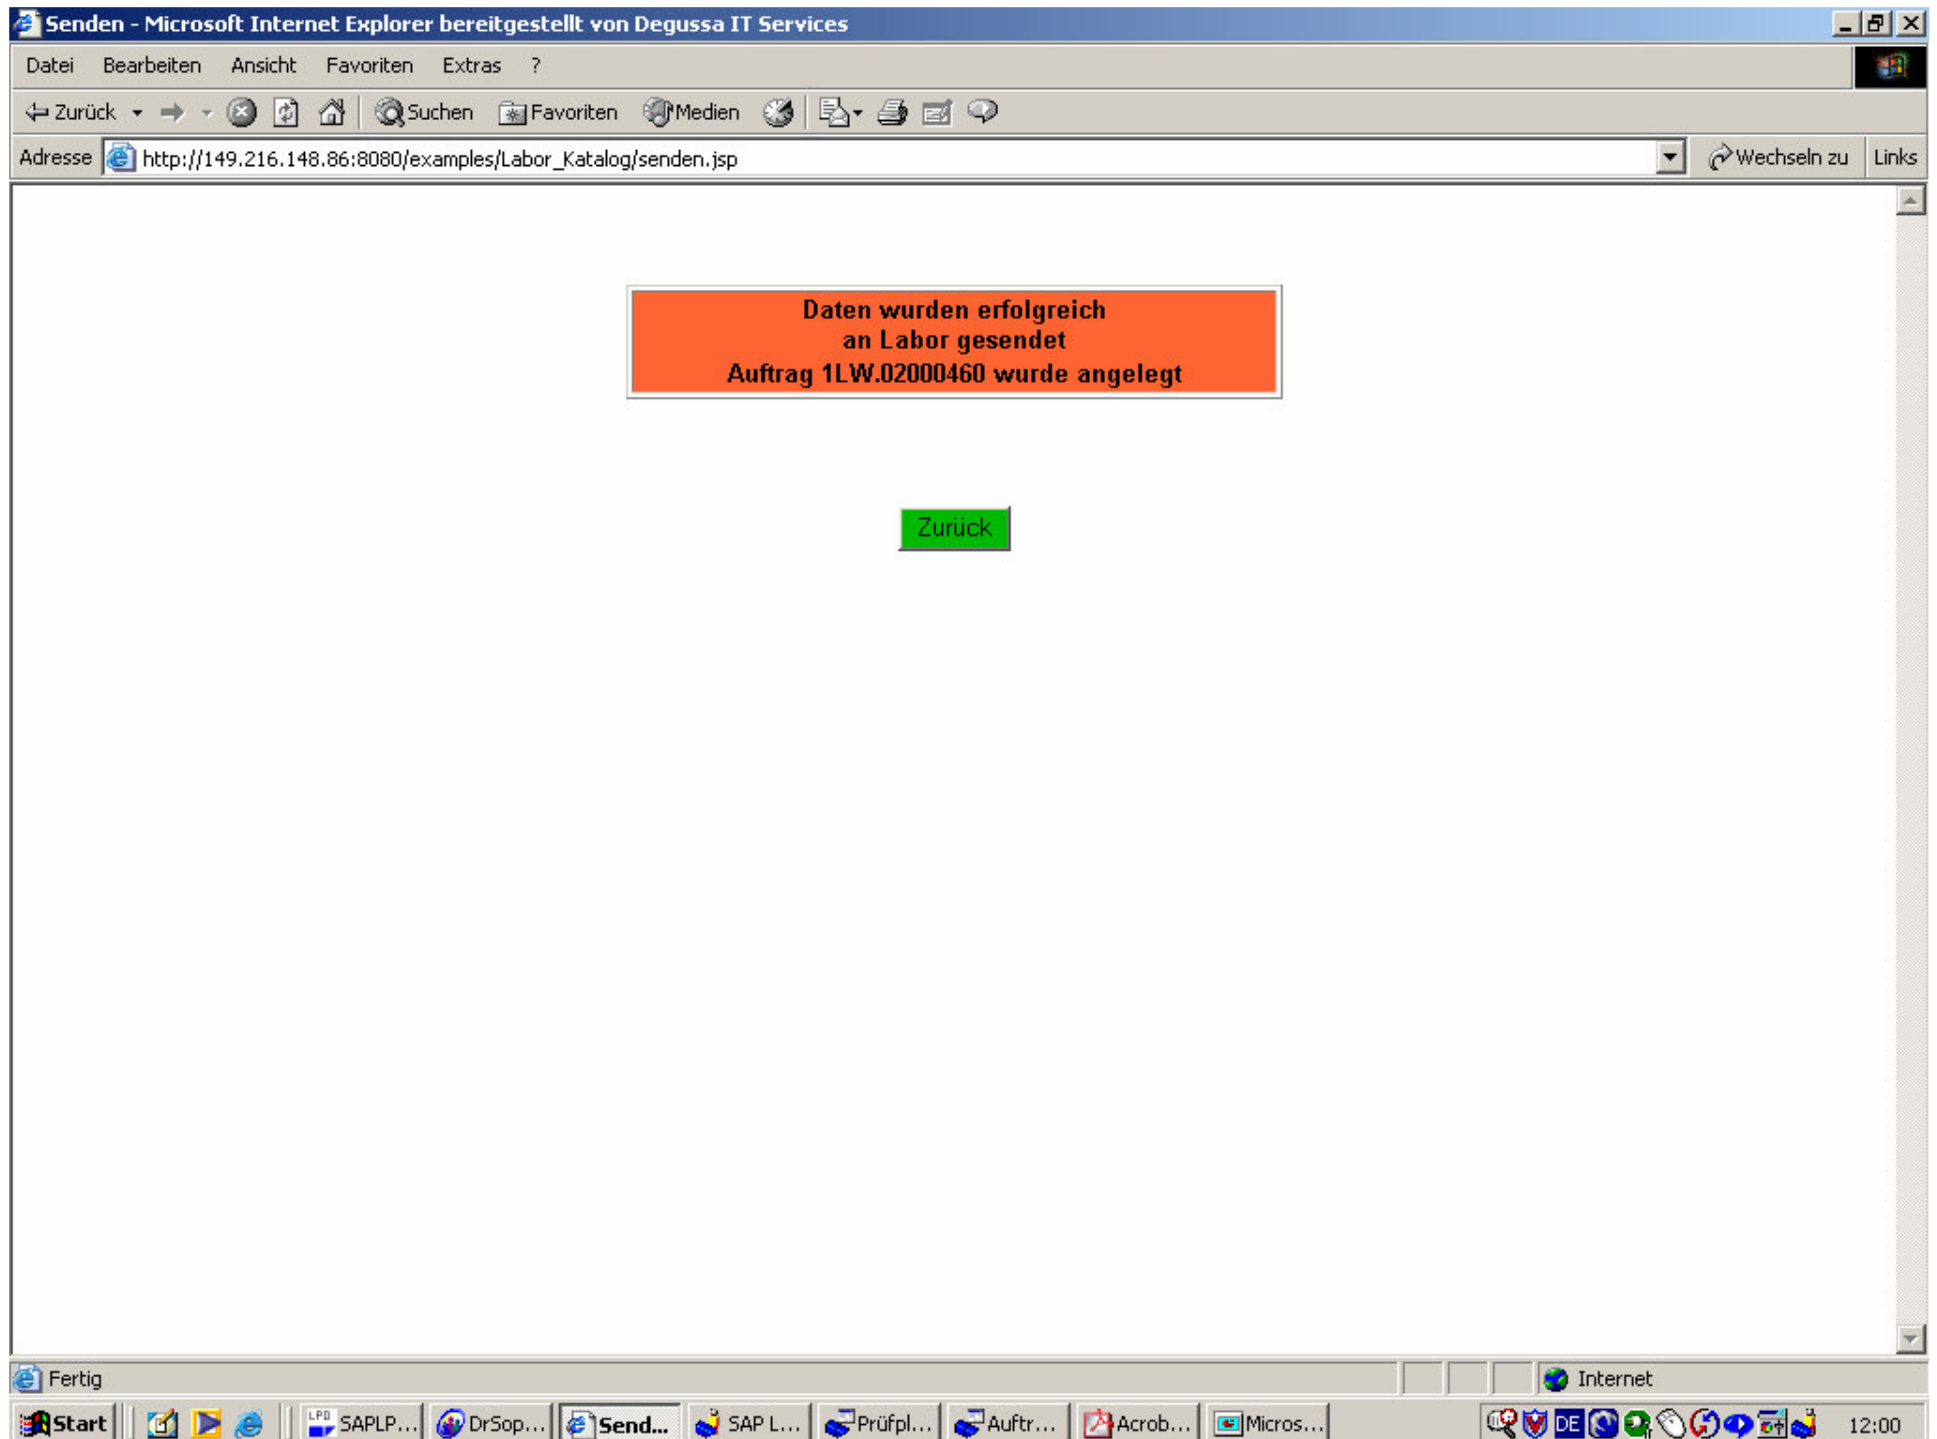 Senden - Microsoft Internet Explorer bereitgestellt von Degussa IT Services
Datei Bearbeiten Ansicht Favoriten Extras ?
Zurück Suchen Favoriten Medien
Adresse http://149.216.148.86:8080/examples/Labor_Katalog/senden.jsp Wechseln zu Links
Daten wurden erfolgreich
an Labor gesendet
Auftrag 1LW.02000460 wurde angelegt
Zurück
Fertig Internet
Start LPD SAPLP... DrSop... Send... SAP L... Prüfpl... Auftr... Acrob... Micros... DE 12:00